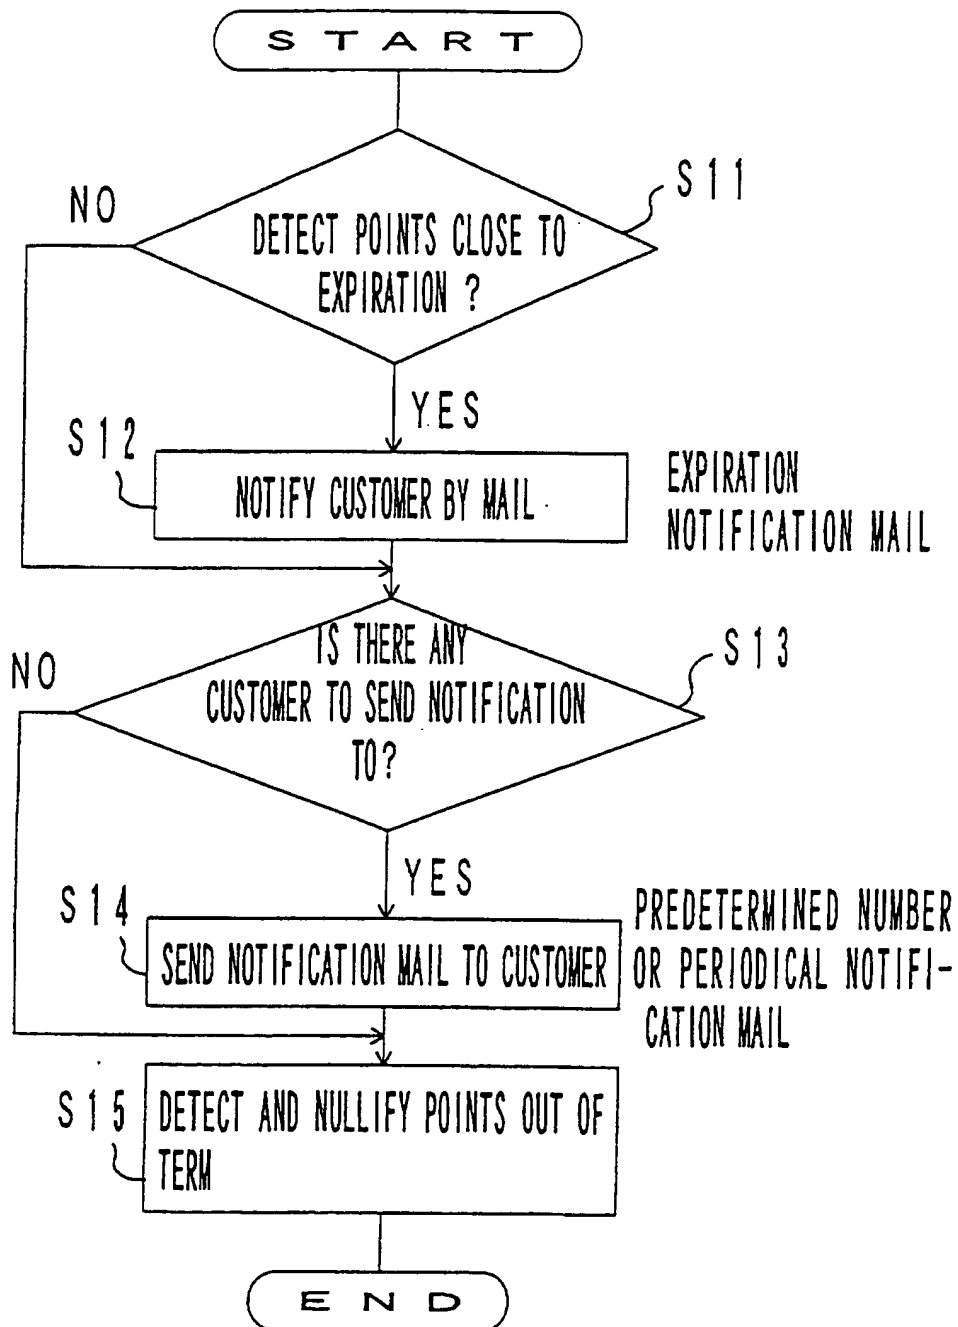 START
S11
NO
DETECT POINTS CLOSE TO
EXPIRATION ?
YES
S12
NOTIFY CUSTOMER BY MAIL
EXPIRATION
NOTIFICATION MAIL
IS THERE ANY
CUSTOMER TO SEND NOTIFICATION
TO?
S13
NO
YES
S14
SEND NOTIFICATION MAIL TO CUSTOMER
PREDETERMINED NUMBER
OR PERIODICAL NOTIFI-
CATION MAIL
S15
DETECT AND NULLIFY POINTS OUT OF
TERM
END